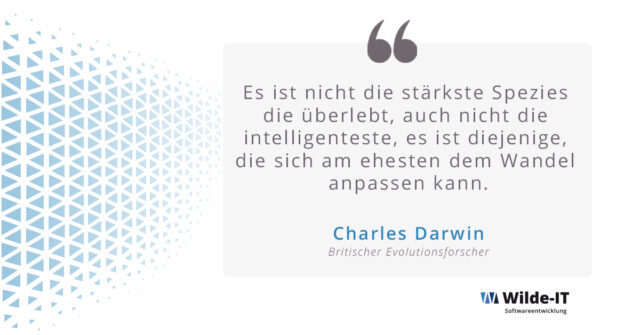 Es ist nicht die stärkste Spezies
die überlebt, auch nicht die
intelligenteste, es ist diejenige,
die sich am ehesten dem Wandel
anpassen kann.
Charles Darwin
Britischer Evolutionsforscher
Wilde-IT
Softwareentwicklung